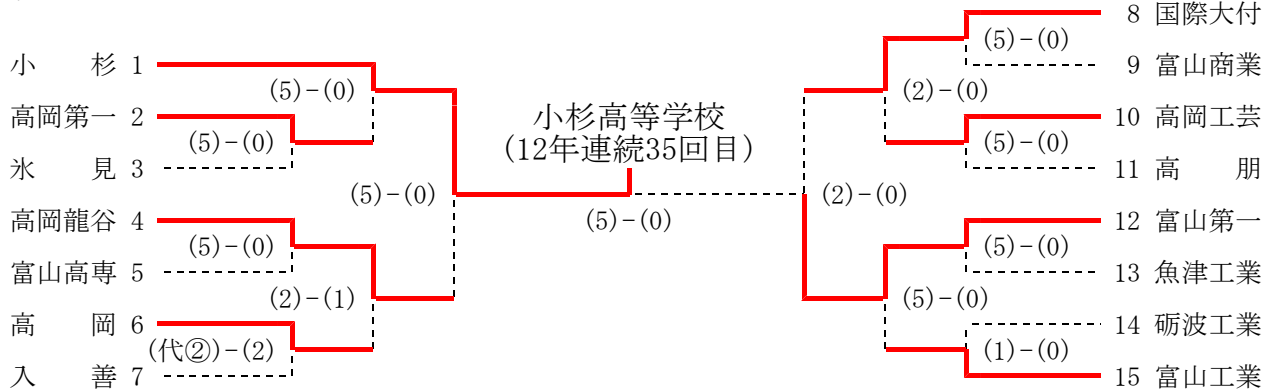 8 国際大付
(5)-(0)
小　　杉 1
9 富山商業
(5)-(0)
(2)-(0)
高岡第一 2
小杉高等学校
10 高岡工芸
(5)-(0)
(12年連続35回目)
(5)-(0)
氷　　見 3
11 高　　朋
(5)-(0)
(2)-(0)
高岡龍谷 4
(5)-(0)
12 富山第一
(5)-(0)
(5)-(0)
富山高専 5
13 魚津工業
(2)-(1)
(5)-(0)
高　　岡 6
14 砺波工業
(代②)-(2)
(1)-(0)
入　　善 7
15 富山工業